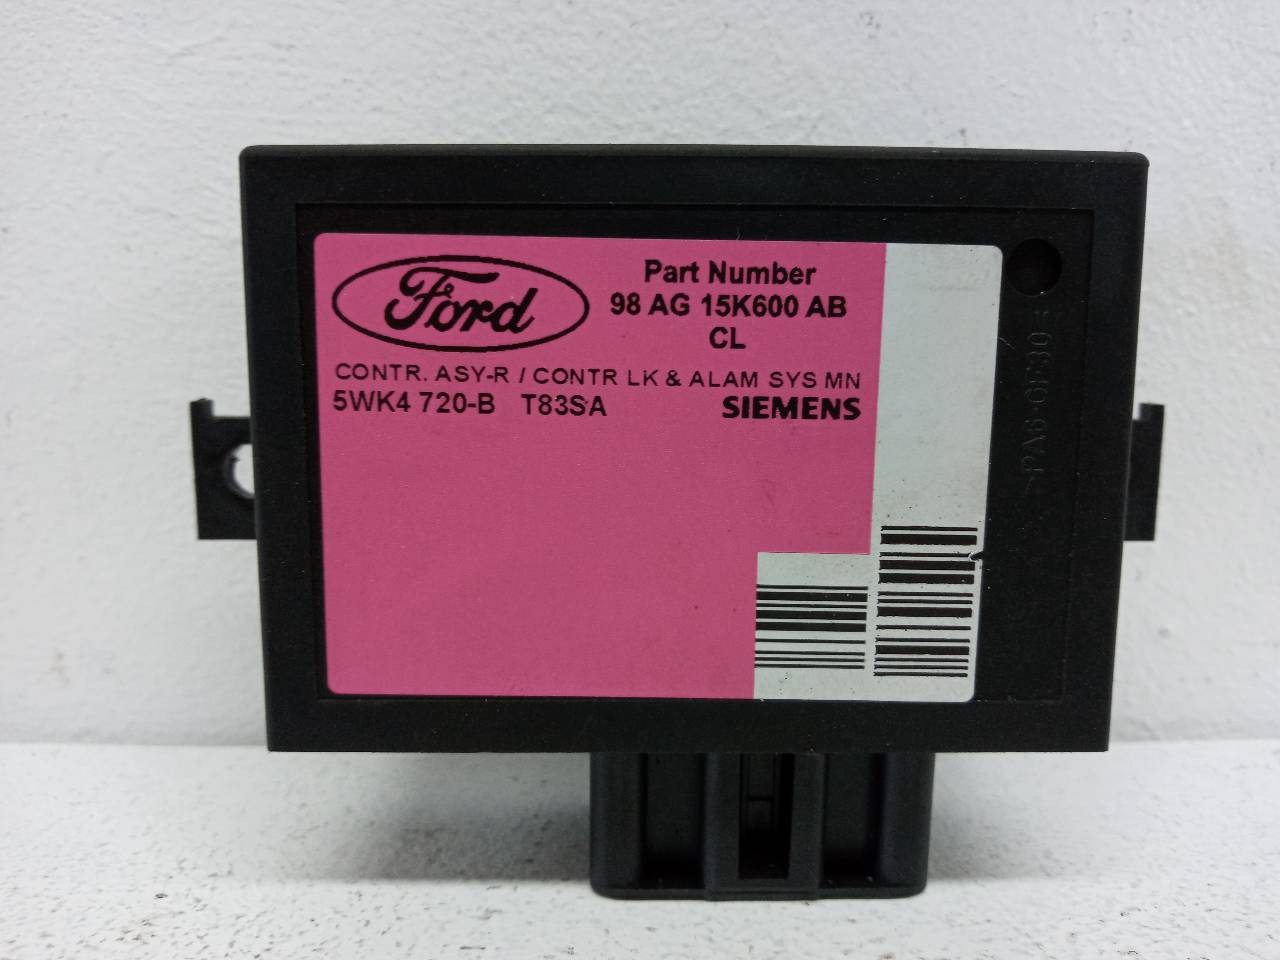 Ford
Part Number
98 AG 15K600 AB
CL
CONTR. ASY-R / CONTR LK & ALAM SYS MN
5WK4 720-B T83SA
SIEMENS